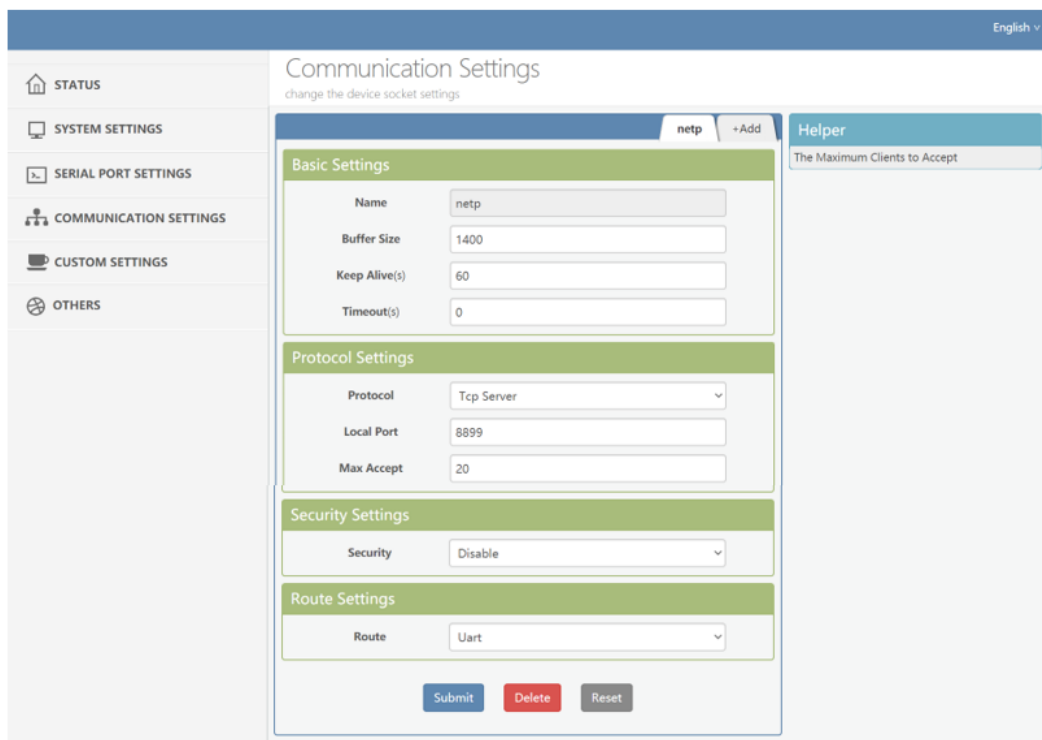 English
STATUS
SYSTEM SETTINGS
SERIAL PORT SETTINGS
COMMUNICATION SETTINGS
CUSTOM SETTINGS
OTHERS
Communication Settings
change the device socket settings
netp +Add
Basic Settings
Name netp
Buffer Size 1400
Keep Alive(s) 60
Timeout(s) 0
Protocol Settings
Protocol Tcp Server
Local Port 8899
Max Accept 20
Security Settings
Security Disable
Route Settings
Route Uart
Submit Delete Reset
Helper
The Maximum Clients to Accept